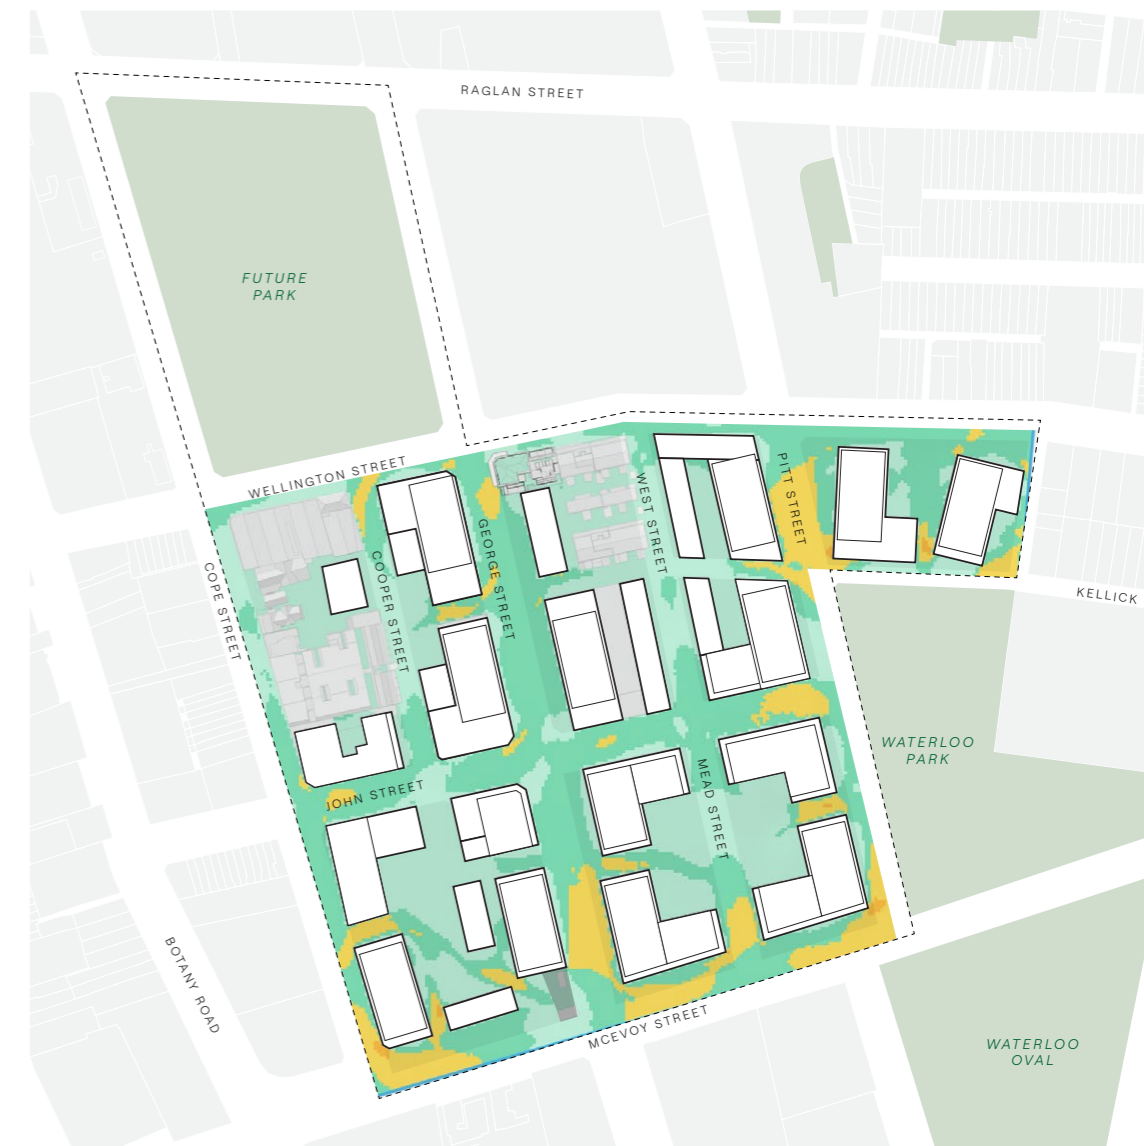 RAGLAN STREET
FUTURE
PARK
WELLINGTON STREET
PITT STREET
WEST STREET
GEORGE STREET
COOPER STREET
COPE STREET
KELLICK
WATERLOO
PARK
MEAD STREET
JOHN STREET
BOTANY ROAD
MCEVOY STREET
WATERLOO
OVAL